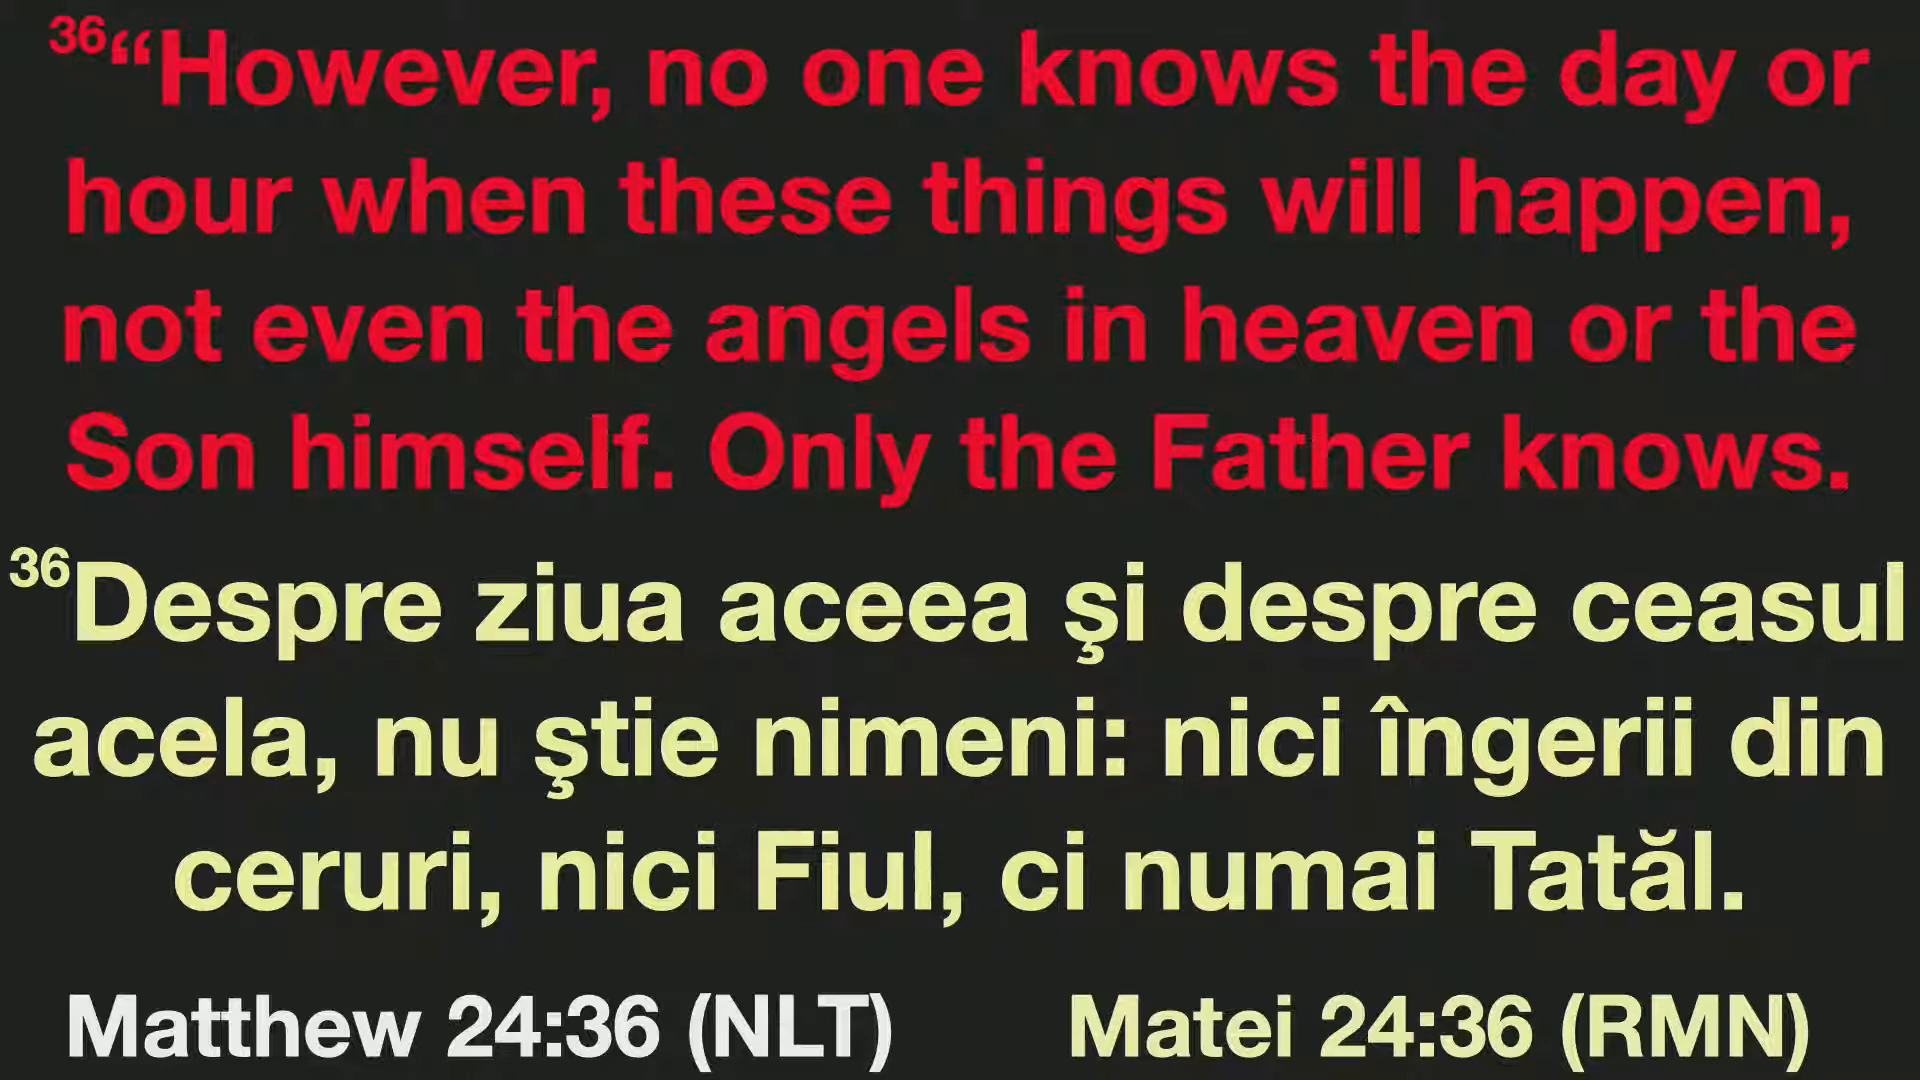 36“However, no one knows the day or
hour when these things will happen,
not even the angels in heaven or the
Son himself. Only the Father knows.
36Despre ziua aceea şi despre ceasul
acela, nu ştie nimeni: nici îngerii din
ceruri, nici Fiul, ci numai Tatăl.
Matthew 24:36 (NLT) Matei 24:36 (RMN)